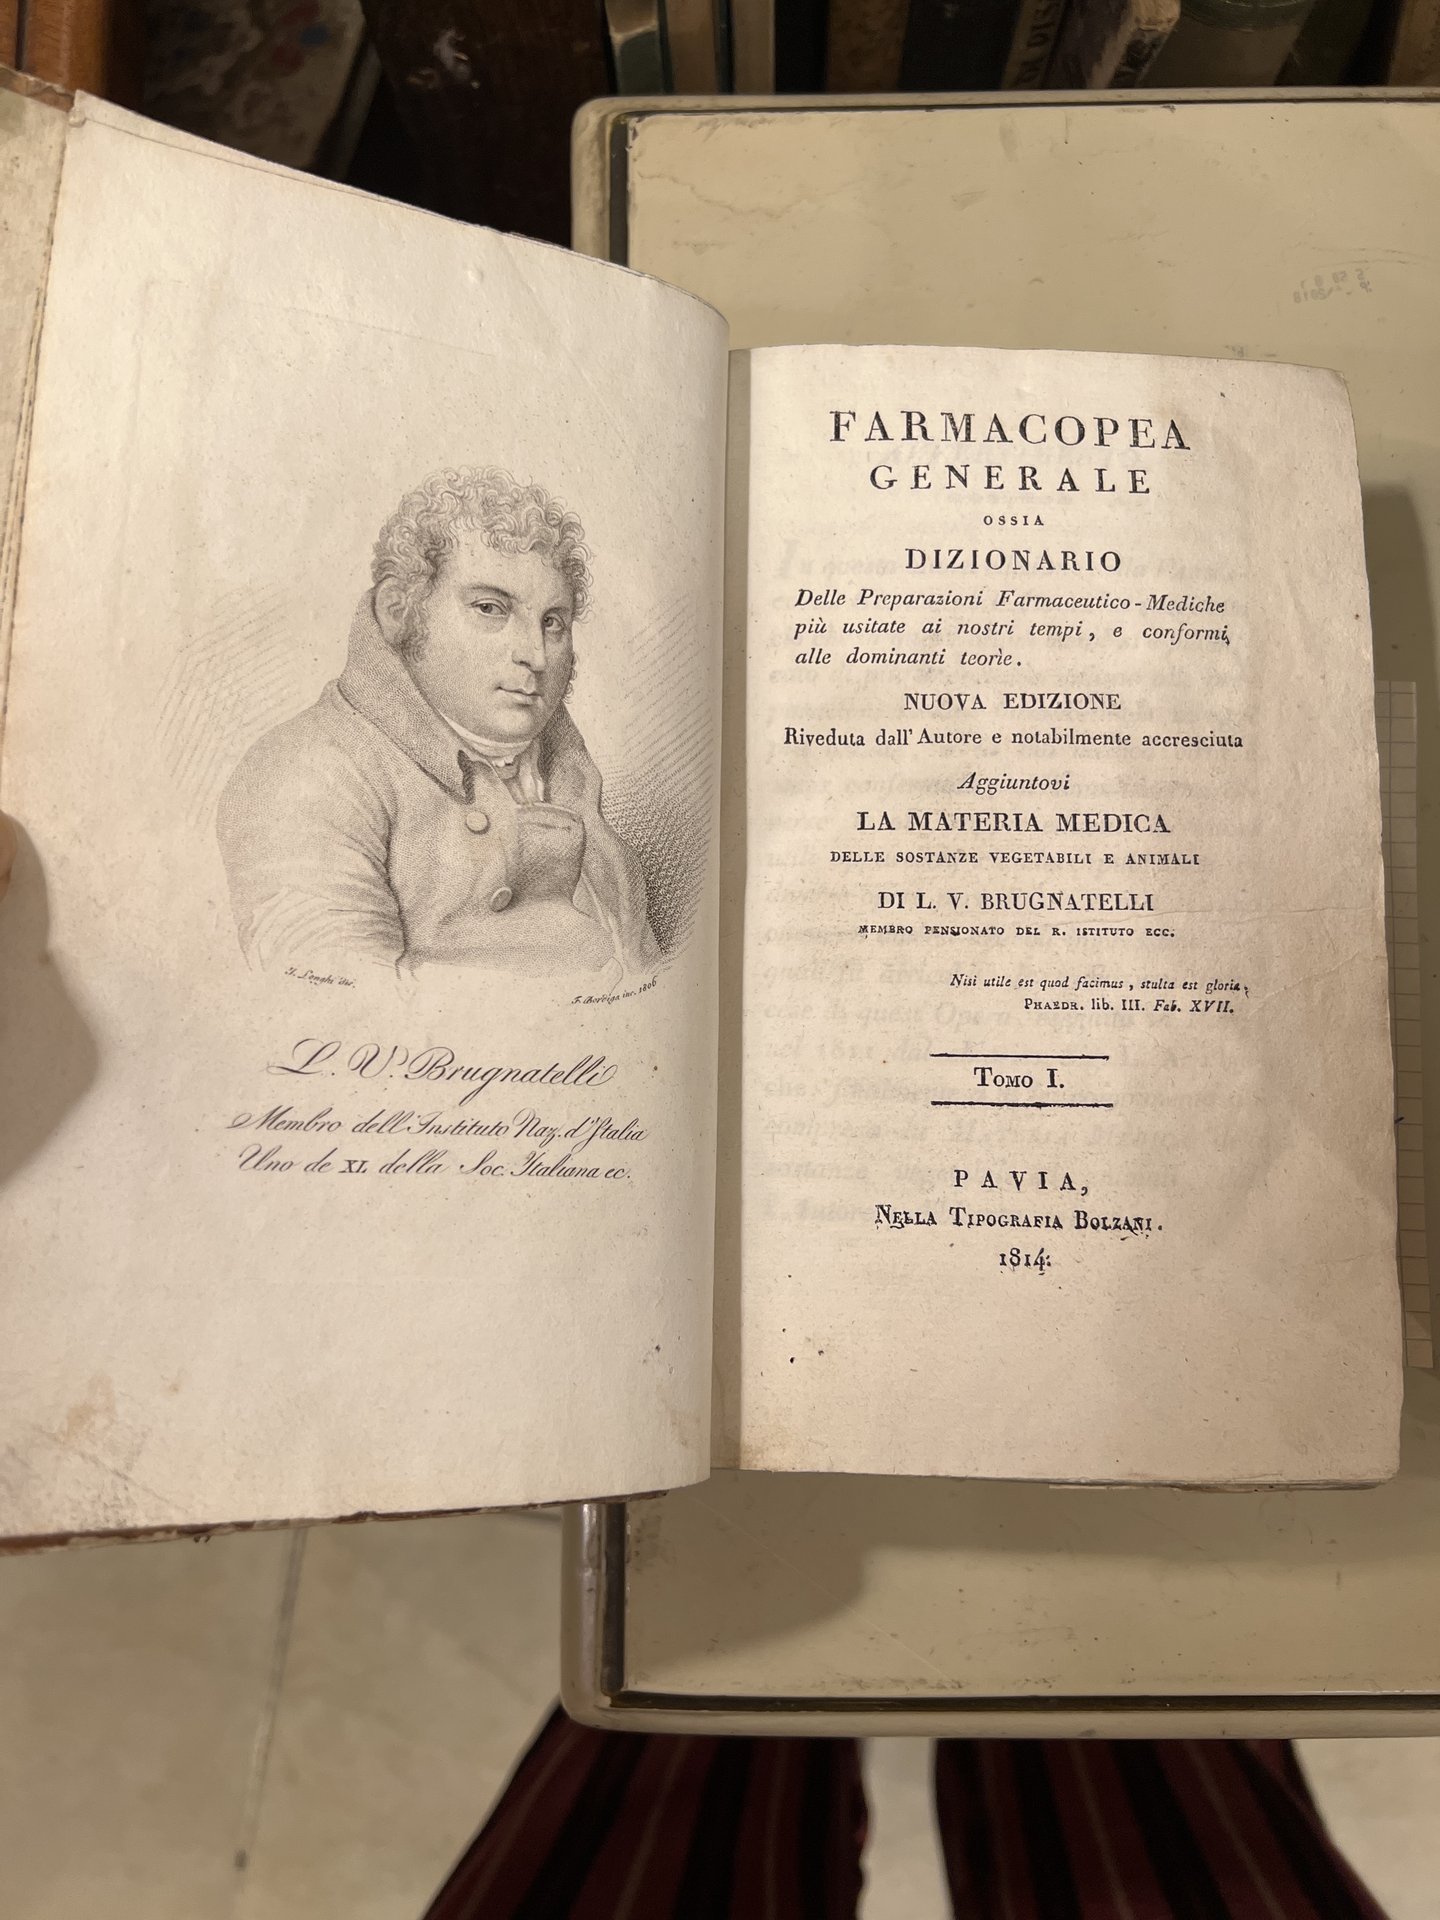 J. Longhi dis.
F. Bordiga inc. 1806
L. V. Brugnatelli
Membro dell'Instituto Naz. d'Italia
Uno de XL della Soc. Italiana ec.
FARMACOPEA
GENERALE
OSSIA
DIZIONARIO
Delle Preparazioni Farmaceutico-Mediche
più usitate ai nostri tempi, e conformi
alle dominanti teorie.
NUOVA EDIZIONE
Riveduta dall'Autore e notabilmente accresciuta
Aggiuntovi
LA MATERIA MEDICA
DELLE SOSTANZE VEGETABILI E ANIMALI
DI L. V. BRUGNATELLI
MEMBRO PENSIONATO DEL R. ISTITUTO ECC.
Nisi utile est quod facimus, stulta est gloria.
PHAEDR. lib. III. Fab. XVII.
TOMO I.
PAVIA,
NELLA TIPOGRAFIA BOLZANI.
1814.